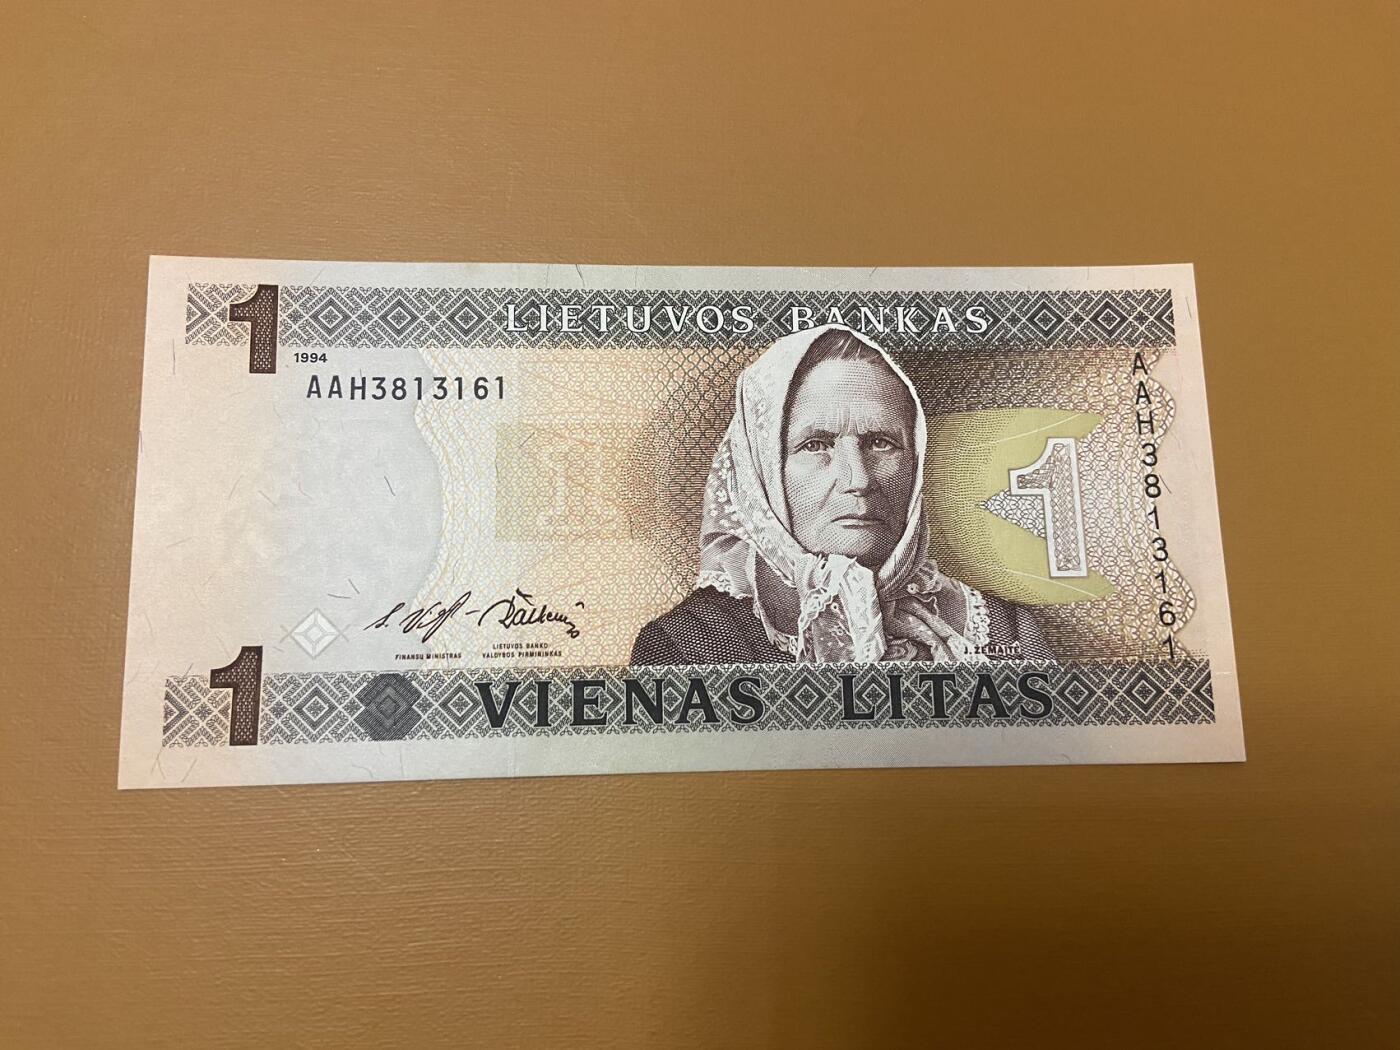 1
LIETUVOS BANKAS
1994
AAH3813161
AAH3813161
1
FINANSŲ MINISTRAS
LIETUVOS BANKO
VALDYBOS PIRMININKAS
J. ŽEMAITĖ
1
VIENAS LITAS